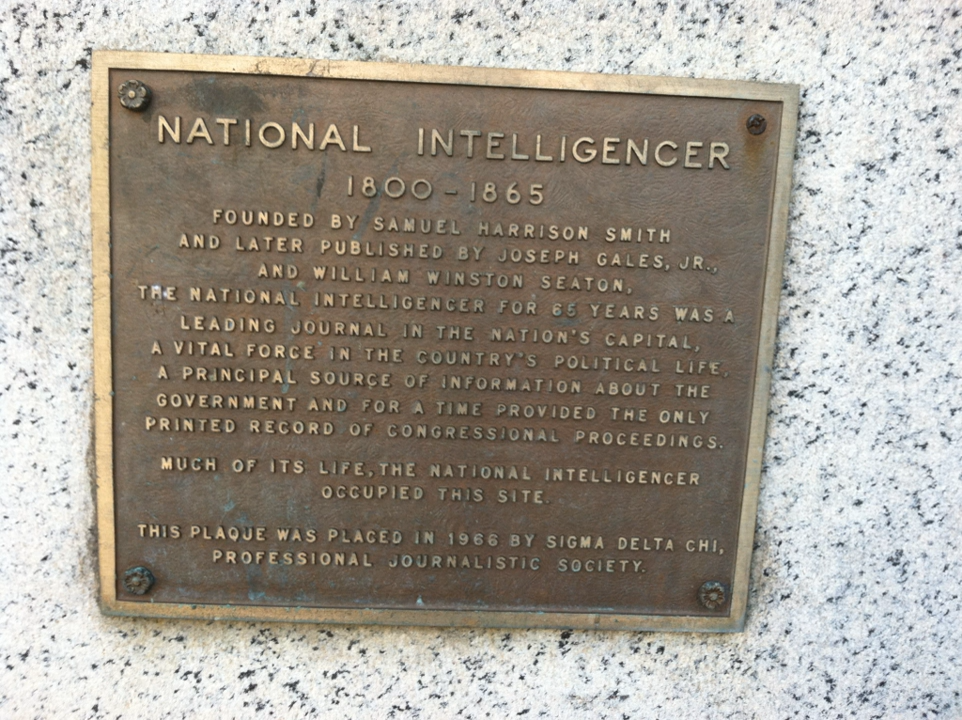 NATIONAL INTELLIGENCER
1800-1865
FOUNDED BY SAMUEL HARRISON SMITH
AND LATER PUBLISHED BY JOSEPH GALES, JR.,
AND WILLIAM WINSTON SEATON,
THE NATIONAL INTELLIGENCER FOR 65 YEARS WAS A
LEADING JOURNAL IN THE NATION'S CAPITAL,
A VITAL FORCE IN THE COUNTRY'S POLITICAL LIFE,
A PRINCIPAL SOURCE OF INFORMATION ABOUT THE
GOVERNMENT AND FOR A TIME PROVIDED THE ONLY
PRINTED RECORD OF CONGRESSIONAL PROCEEDINGS.
MUCH OF ITS LIFE, THE NATIONAL INTELLIGENCER
OCCUPIED THIS SITE.
THIS PLAQUE WAS PLACED IN 1966 BY SIGMA DELTA CHI,
PROFESSIONAL JOURNALISTIC SOCIETY.